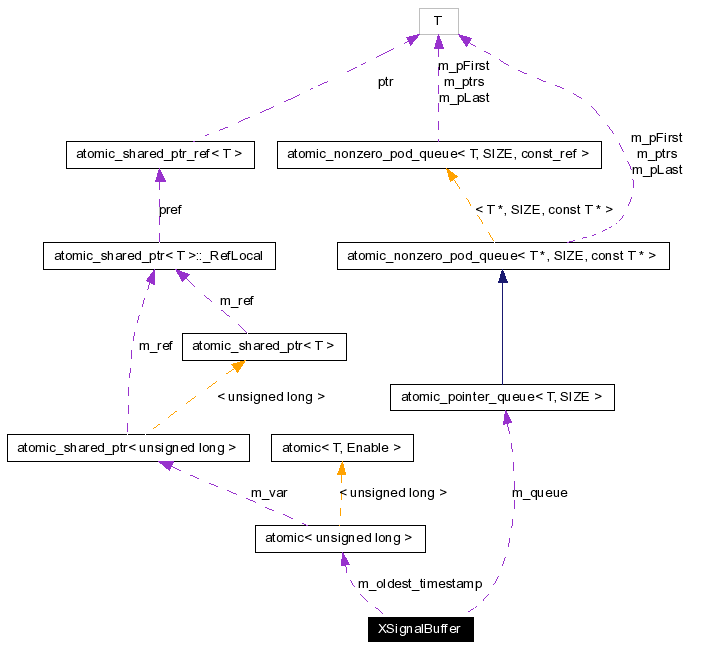 T
m_pFirst
m_ptrs
m_pLast
ptr
m_pFirst
m_ptrs
m_pLast
atomic_shared_ptr_ref< T >
atomic_nonzero_pod_queue< T, SIZE, const_ref >
pref
< T *, SIZE, const T * >
atomic_shared_ptr< T >::_RefLocal
atomic_nonzero_pod_queue< T *, SIZE, const T * >
m_ref
m_ref
atomic_shared_ptr< T >
< unsigned long >
atomic_pointer_queue< T, SIZE >
atomic_shared_ptr< unsigned long >
atomic< T, Enable >
m_var
< unsigned long >
m_queue
atomic< unsigned long >
m_oldest_timestamp
XSignalBuffer